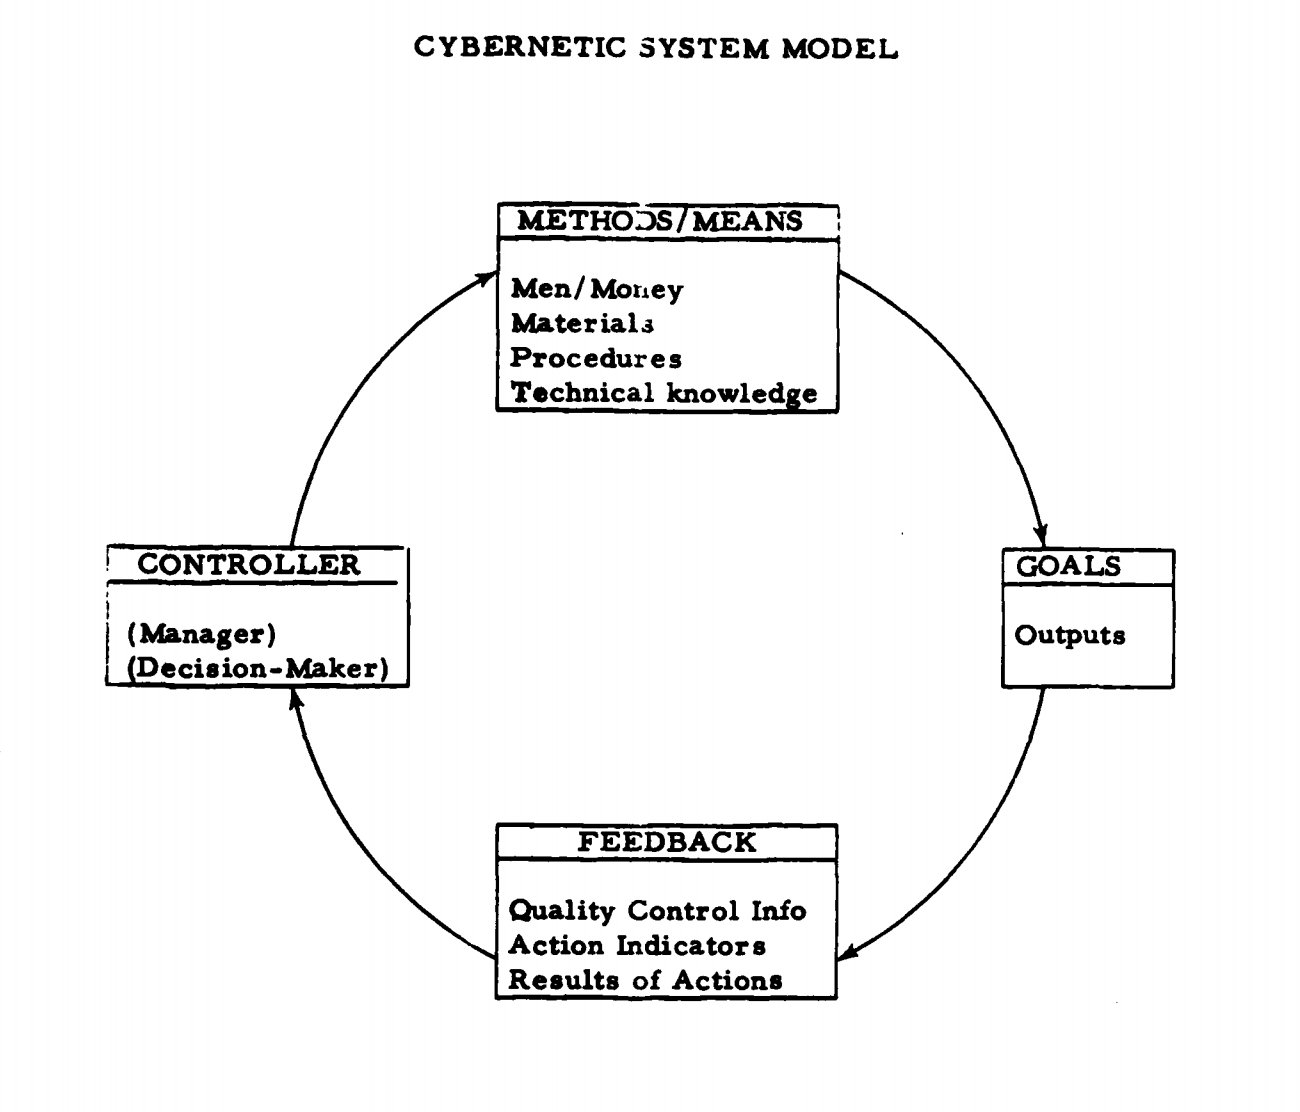 CYBERNETIC SYSTEM MODEL
METHODS/MEANS
Men/Money
Materials
Procedures
Technical knowledge
CONTROLLER
(Manager)
(Decision-Maker)
GOALS
Outputs
FEEDBACK
Quality Control Info
Action Indicators
Results of Actions